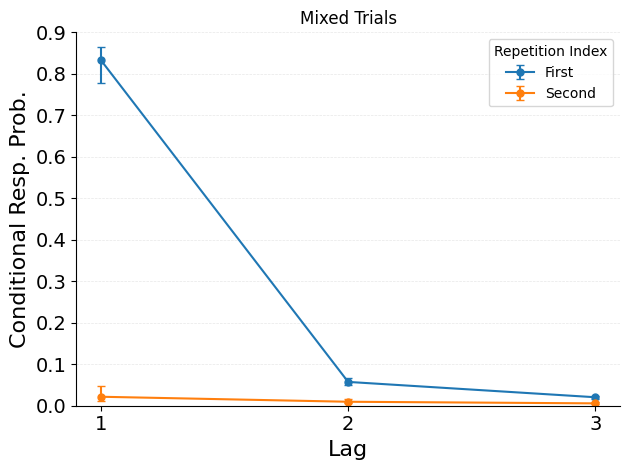 Mixed Trials
Conditional Resp. Prob.
0.9
0.8
0.7
0.6
0.5
0.4
0.3
0.2
0.1
0.0
Repetition Index
First
Second
1 2 3
Lag